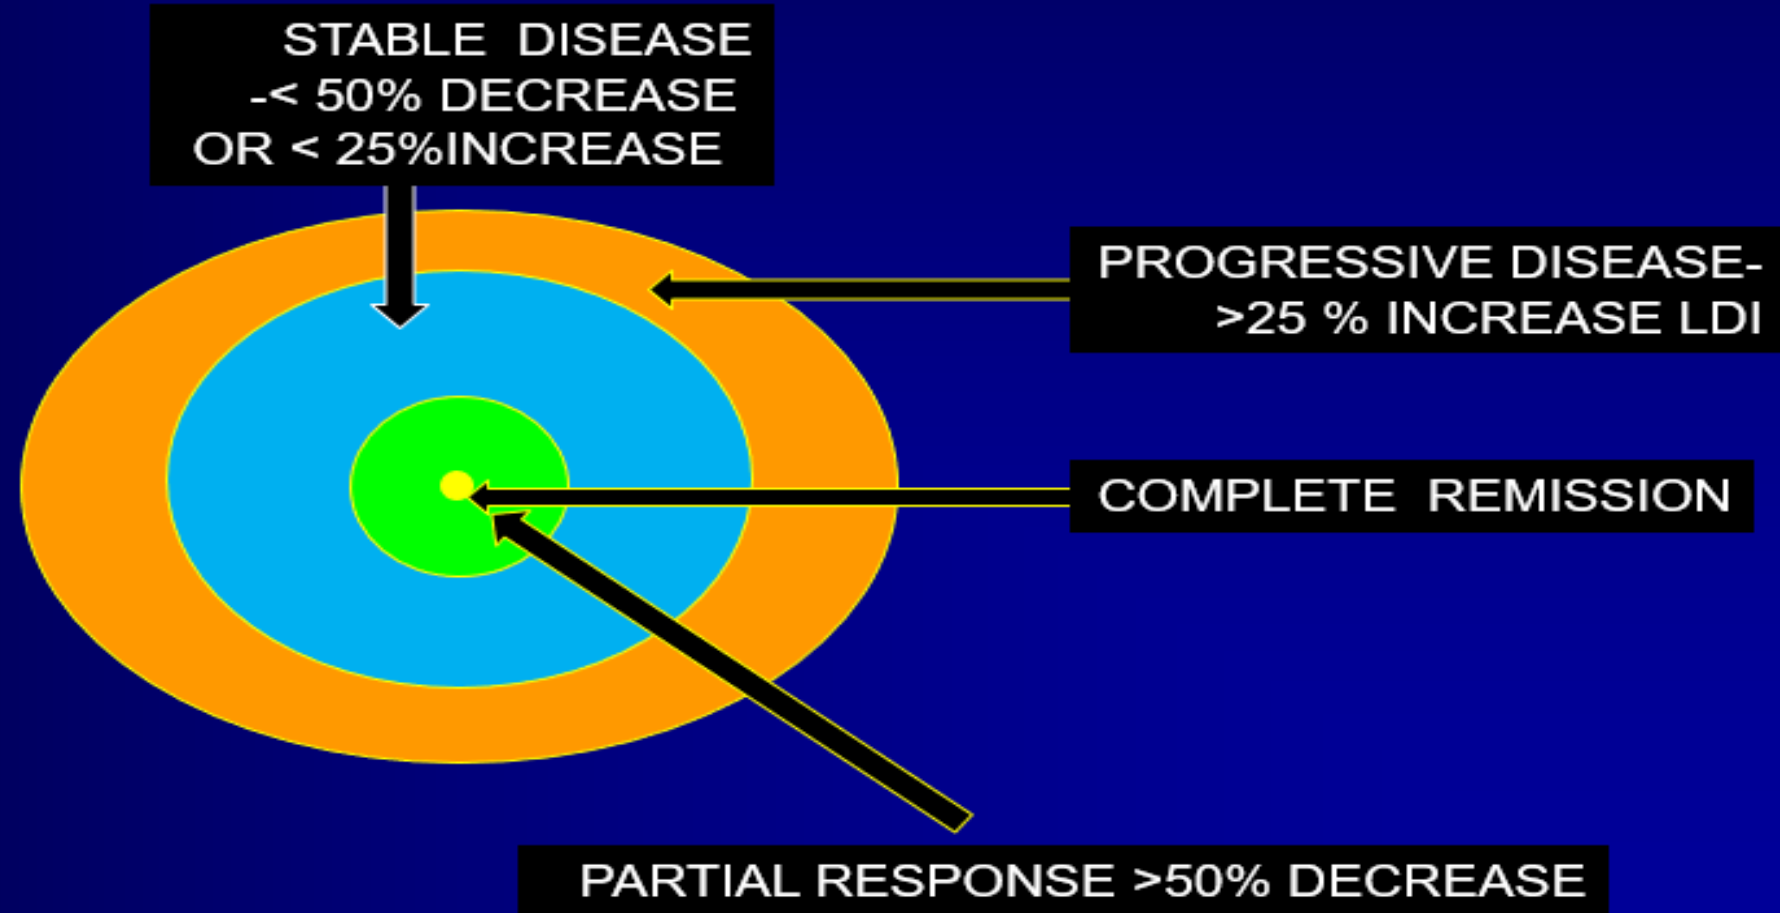 STABLE DISEASE
-< 50% DECREASE
OR < 25%INCREASE
PROGRESSIVE DISEASE-
>25 % INCREASE LDI
COMPLETE REMISSION
PARTIAL RESPONSE >50% DECREASE